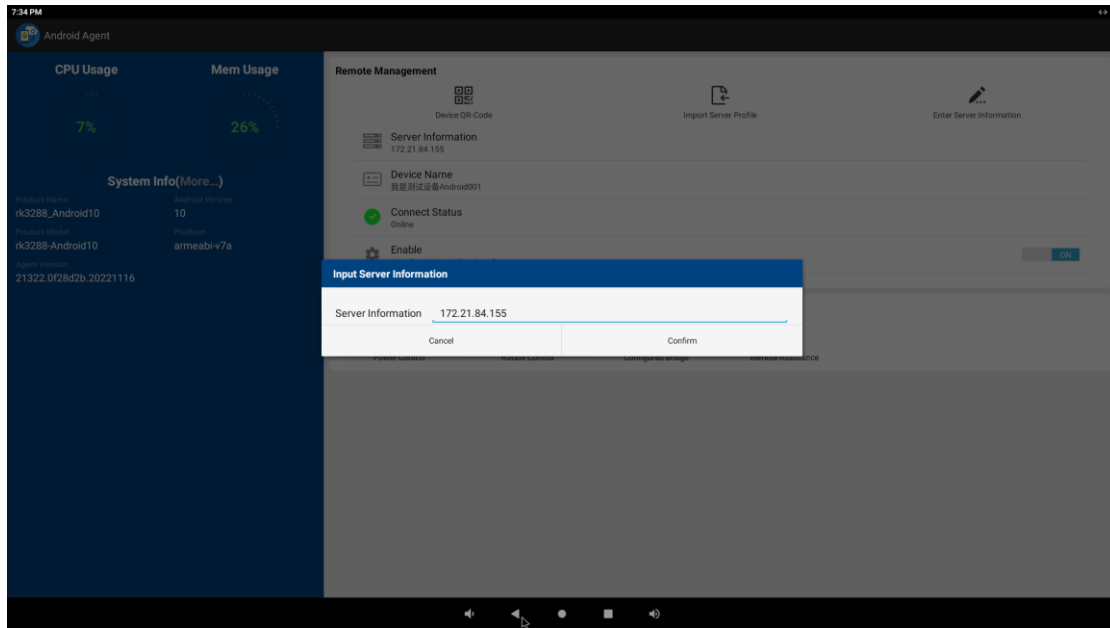 7:34 PM
Android Agent
CPU Usage Mem Usage
7% 26%
System Info(More...)
Product Name Android Version
rk3288_Android10 10
Product Model Platform
rk3288-Android10 armeabi-v7a
Agent Version
21322.0f28d2b.20221116
Remote Management
Device QR-Code Import Server Profile Enter Server Information
Server Information
172.21.84.155
Device Name
我是测试设备Android001
Connect Status
Online
Enable
ON
Input Server Information
Server Information 172.21.84.155
Cancel Confirm
Power Control Rotate Control Configured Bridge Remote Assistance